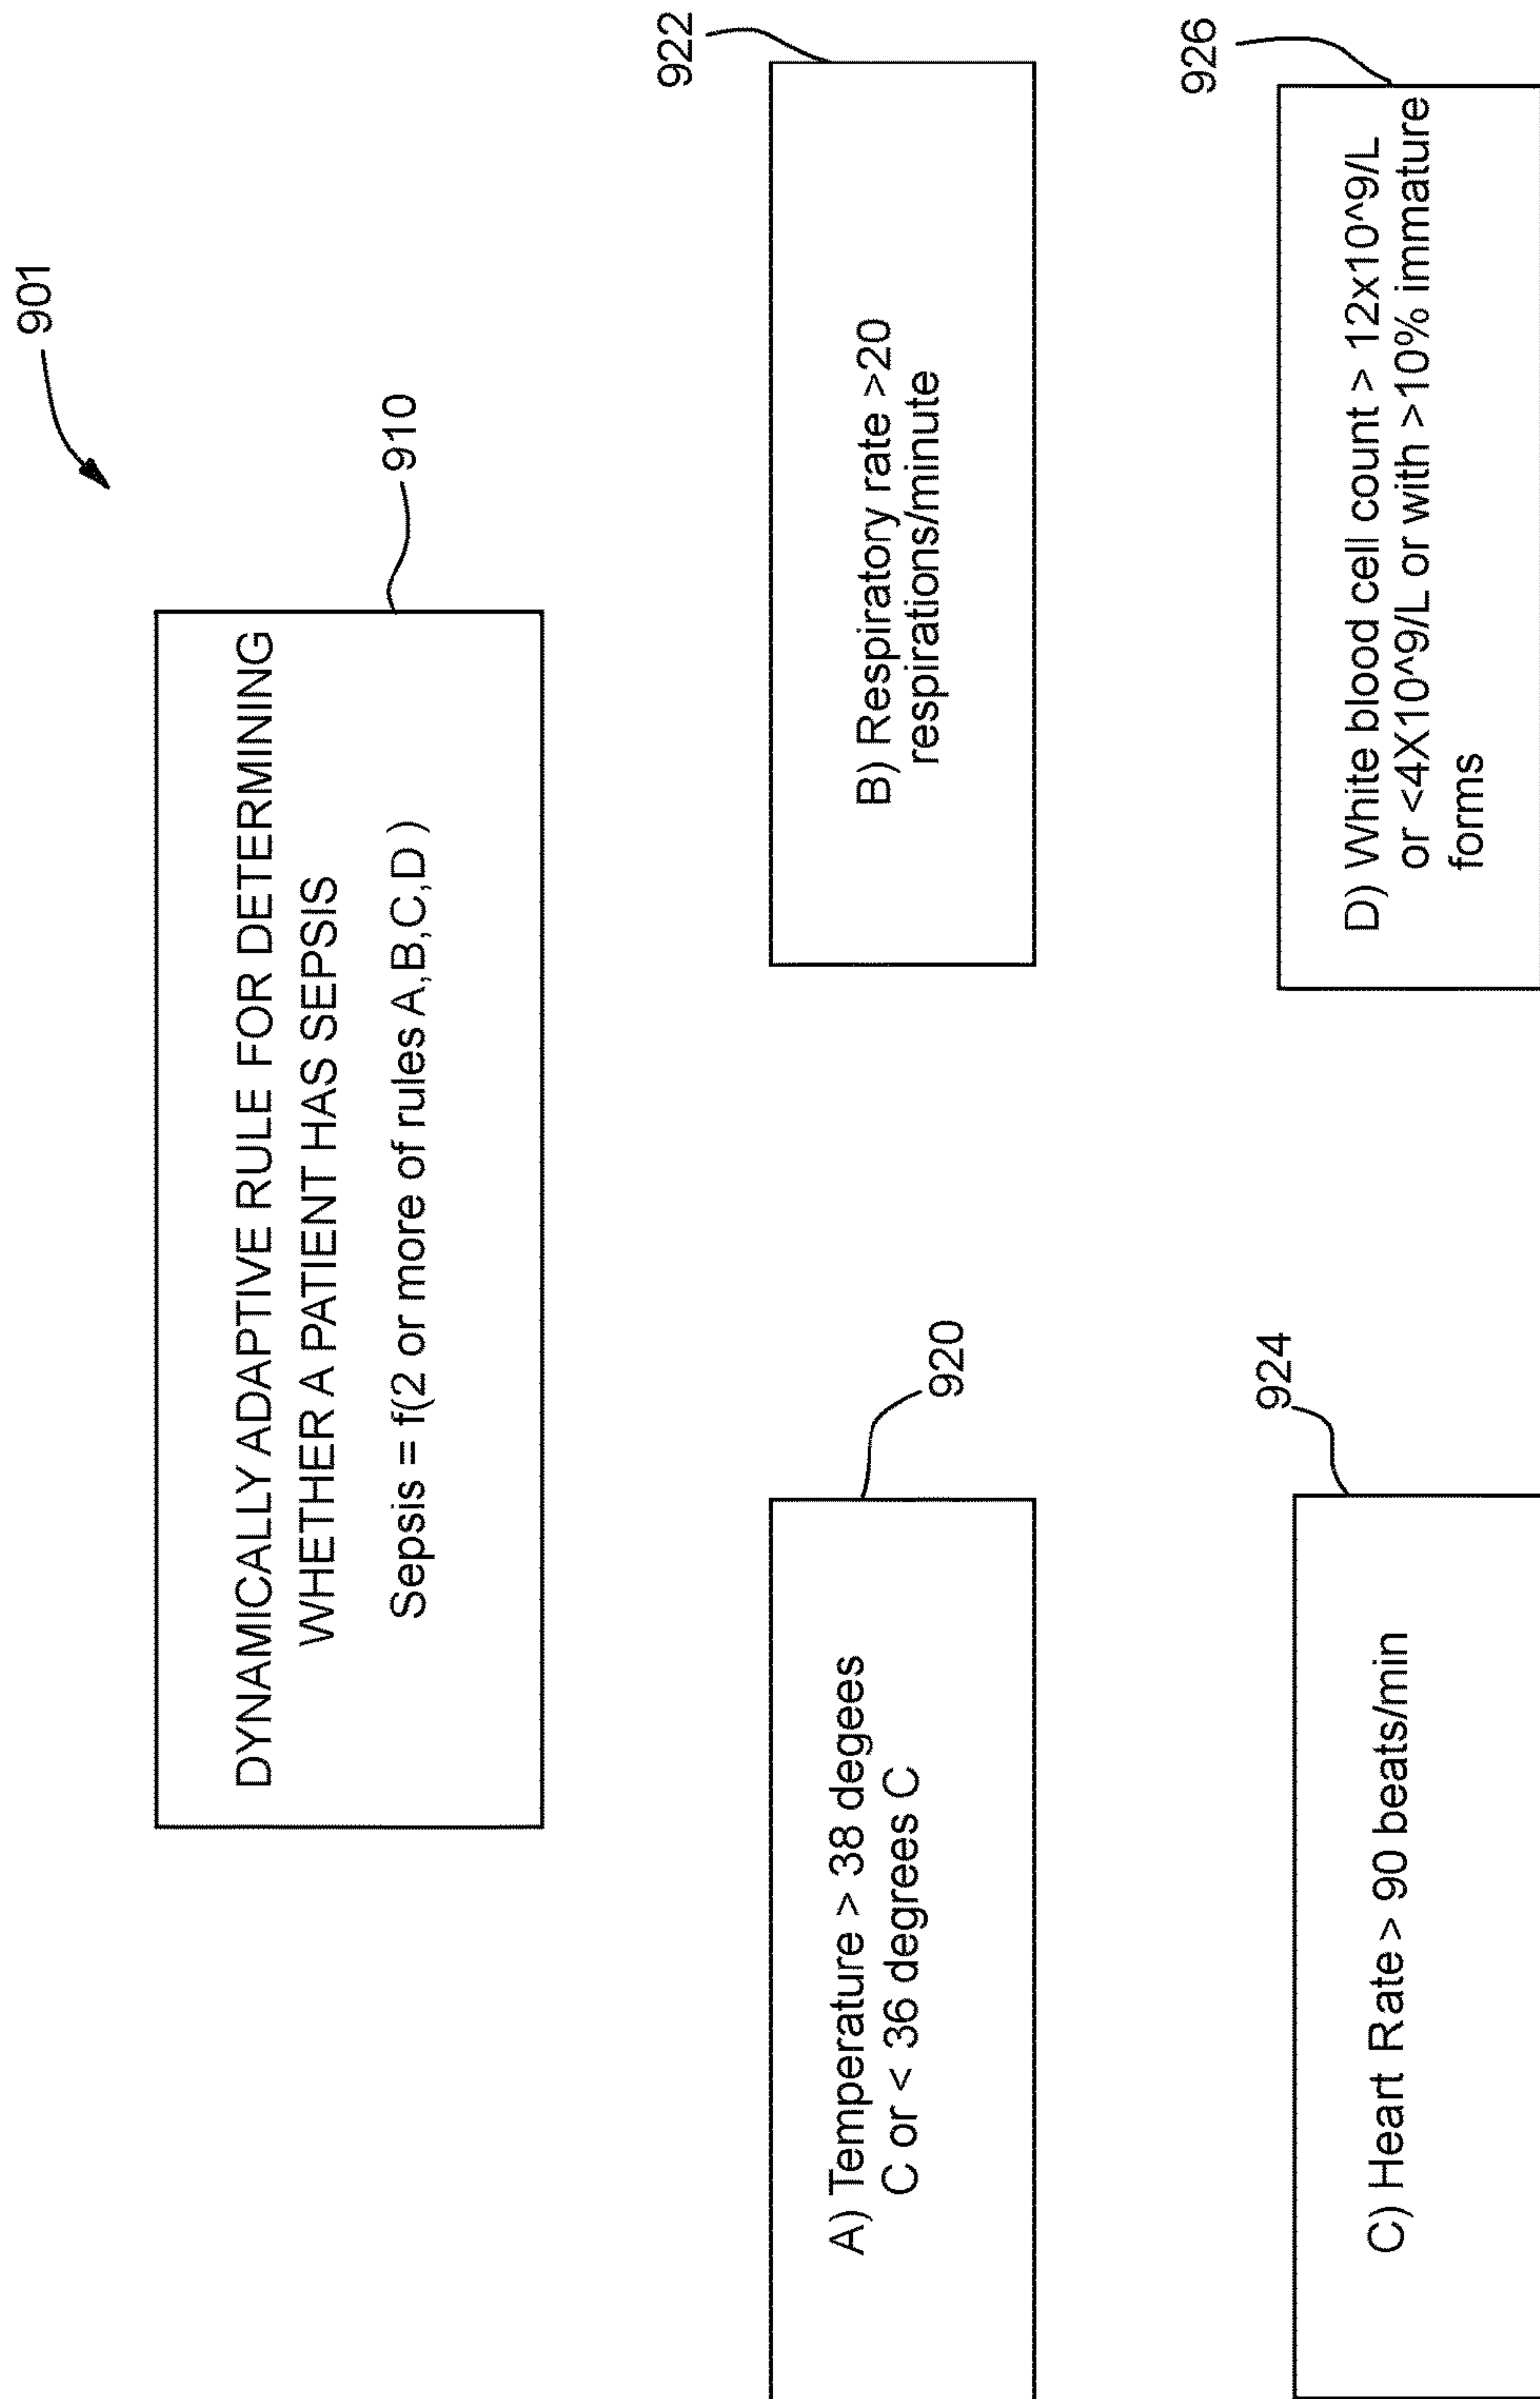 901
DYNAMICALLY ADAPTIVE RULE FOR DETERMINING
WHETHER A PATIENT HAS SEPSIS
Sepsis = f(2 or more of rules A,B,C,D )
910
A) Temperature > 38 degees
C or < 36 degrees C
920
B) Respiratory rate >20
respirations/minute
922
C) Heart Rate > 90 beats/min
924
D) White blood cell count > 12x10^9/L
or <4X10^9/L or with >10% immature
forms
926